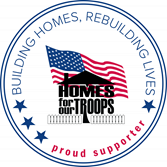 BUILDING HOMES, REBUILDING LIVES
HOMES
for
our TROOPS
proud supporter